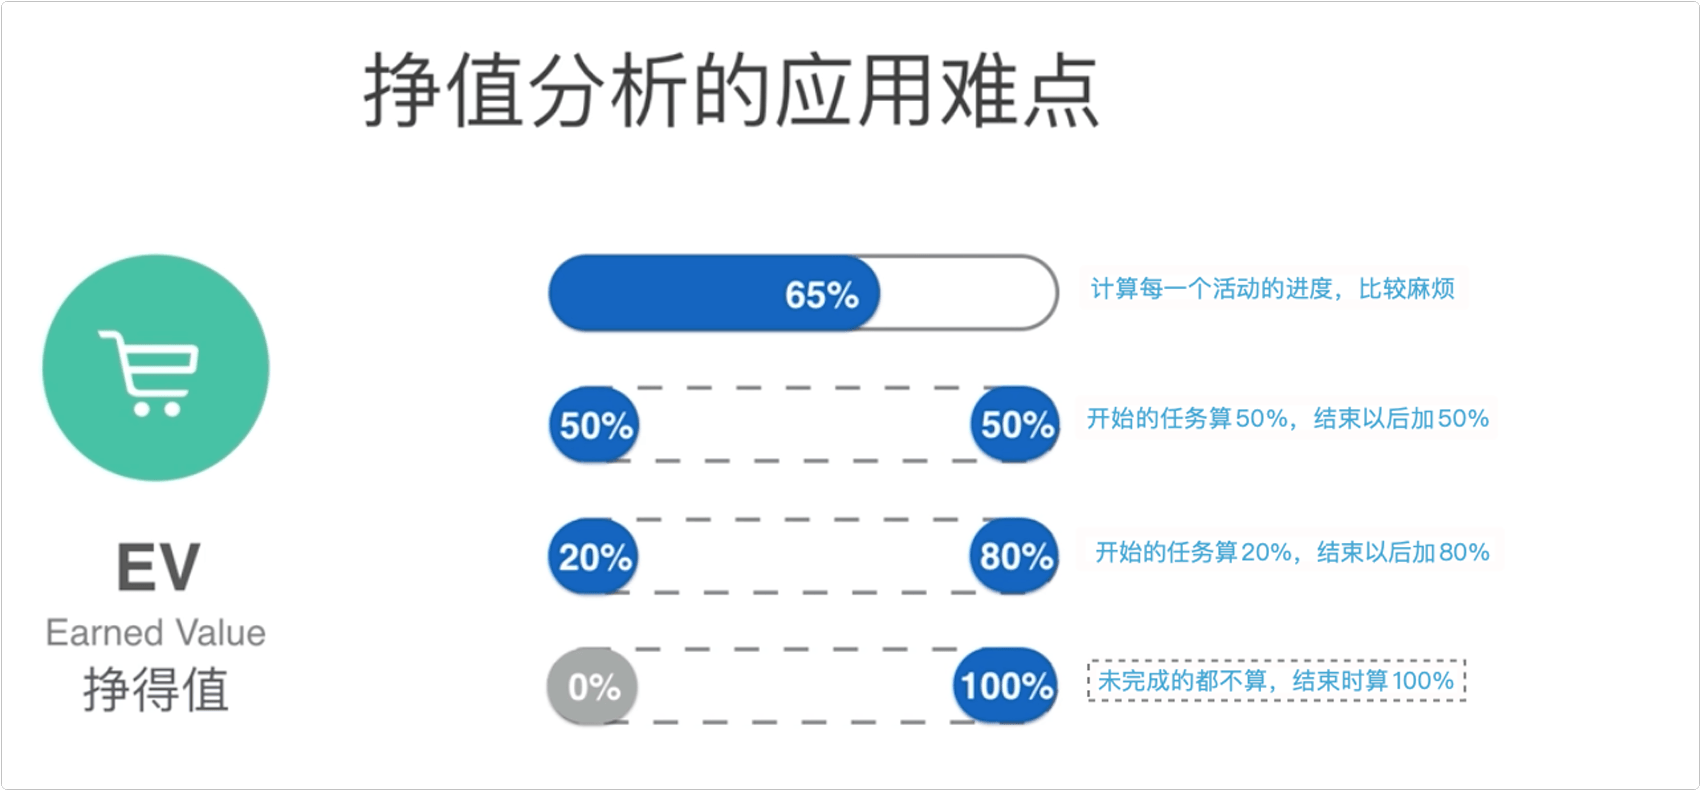 挣值分析的应用难点
EV
Earned Value
挣得值
65%
计算每一个活动的进度，比较麻烦
50%
50%
开始的任务算50%，结束以后加50%
20%
80%
开始的任务算20%，结束以后加80%
0%
100%
未完成的都不算，结束时算100%